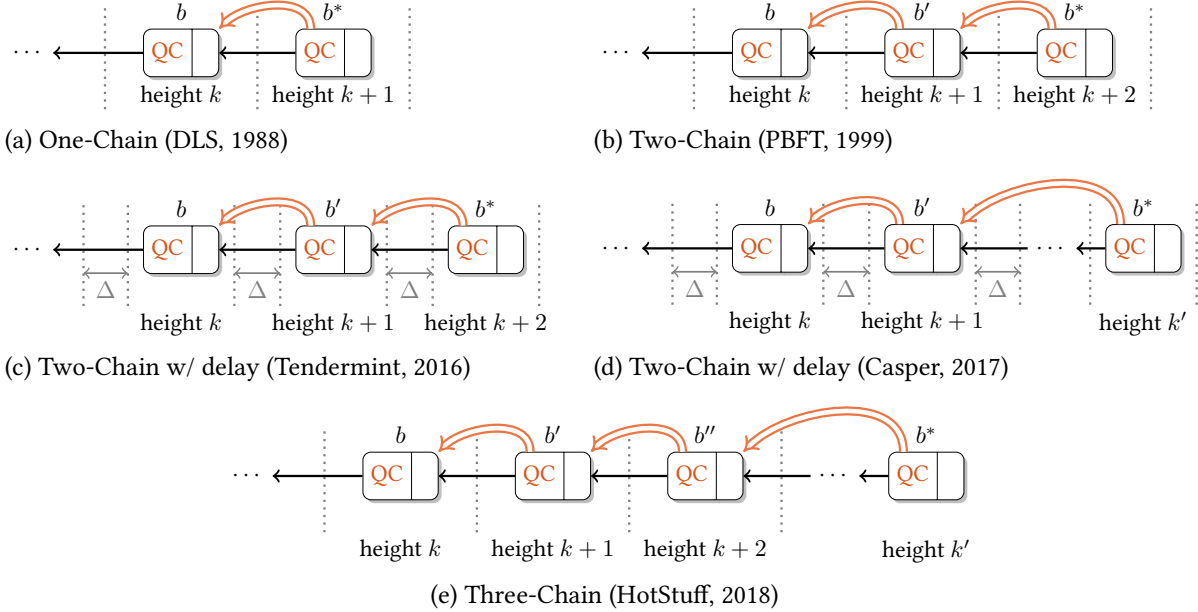 b b*
··· QC QC
height k height k + 1
(a) One-Chain (DLS, 1988)
b b′ b*
··· QC QC QC
height k height k + 1 height k + 2
(b) Two-Chain (PBFT, 1999)
b b′ b*
··· QC QC QC
Δ Δ Δ
height k height k + 1 height k + 2
(c) Two-Chain w/ delay (Tendermint, 2016)
b b′ b*
··· QC QC ··· QC
Δ Δ Δ
height k height k + 1 height k′
(d) Two-Chain w/ delay (Casper, 2017)
b b′ b′′ b*
··· QC QC QC ··· QC
height k height k + 1 height k + 2 height k′
(e) Three-Chain (HotStuff, 2018)